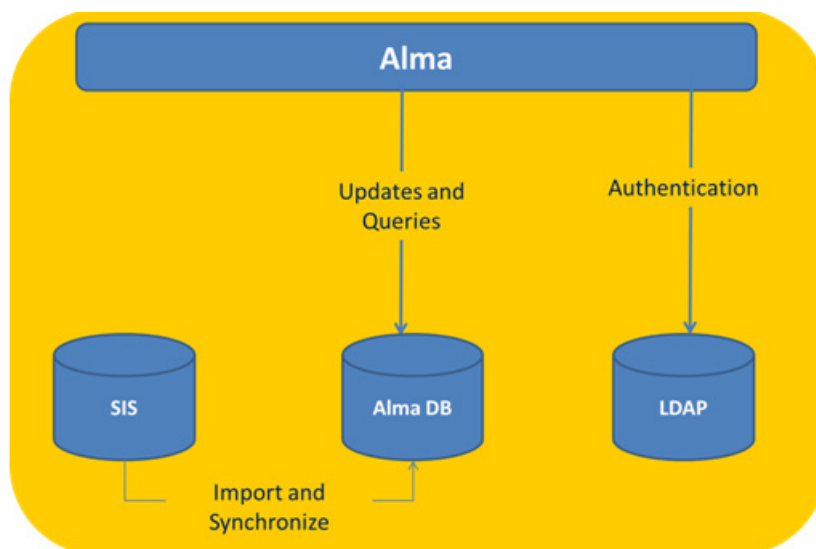 Alma
Updates and
Queries
Authentication
SIS
Alma DB
LDAP
Import and
Synchronize